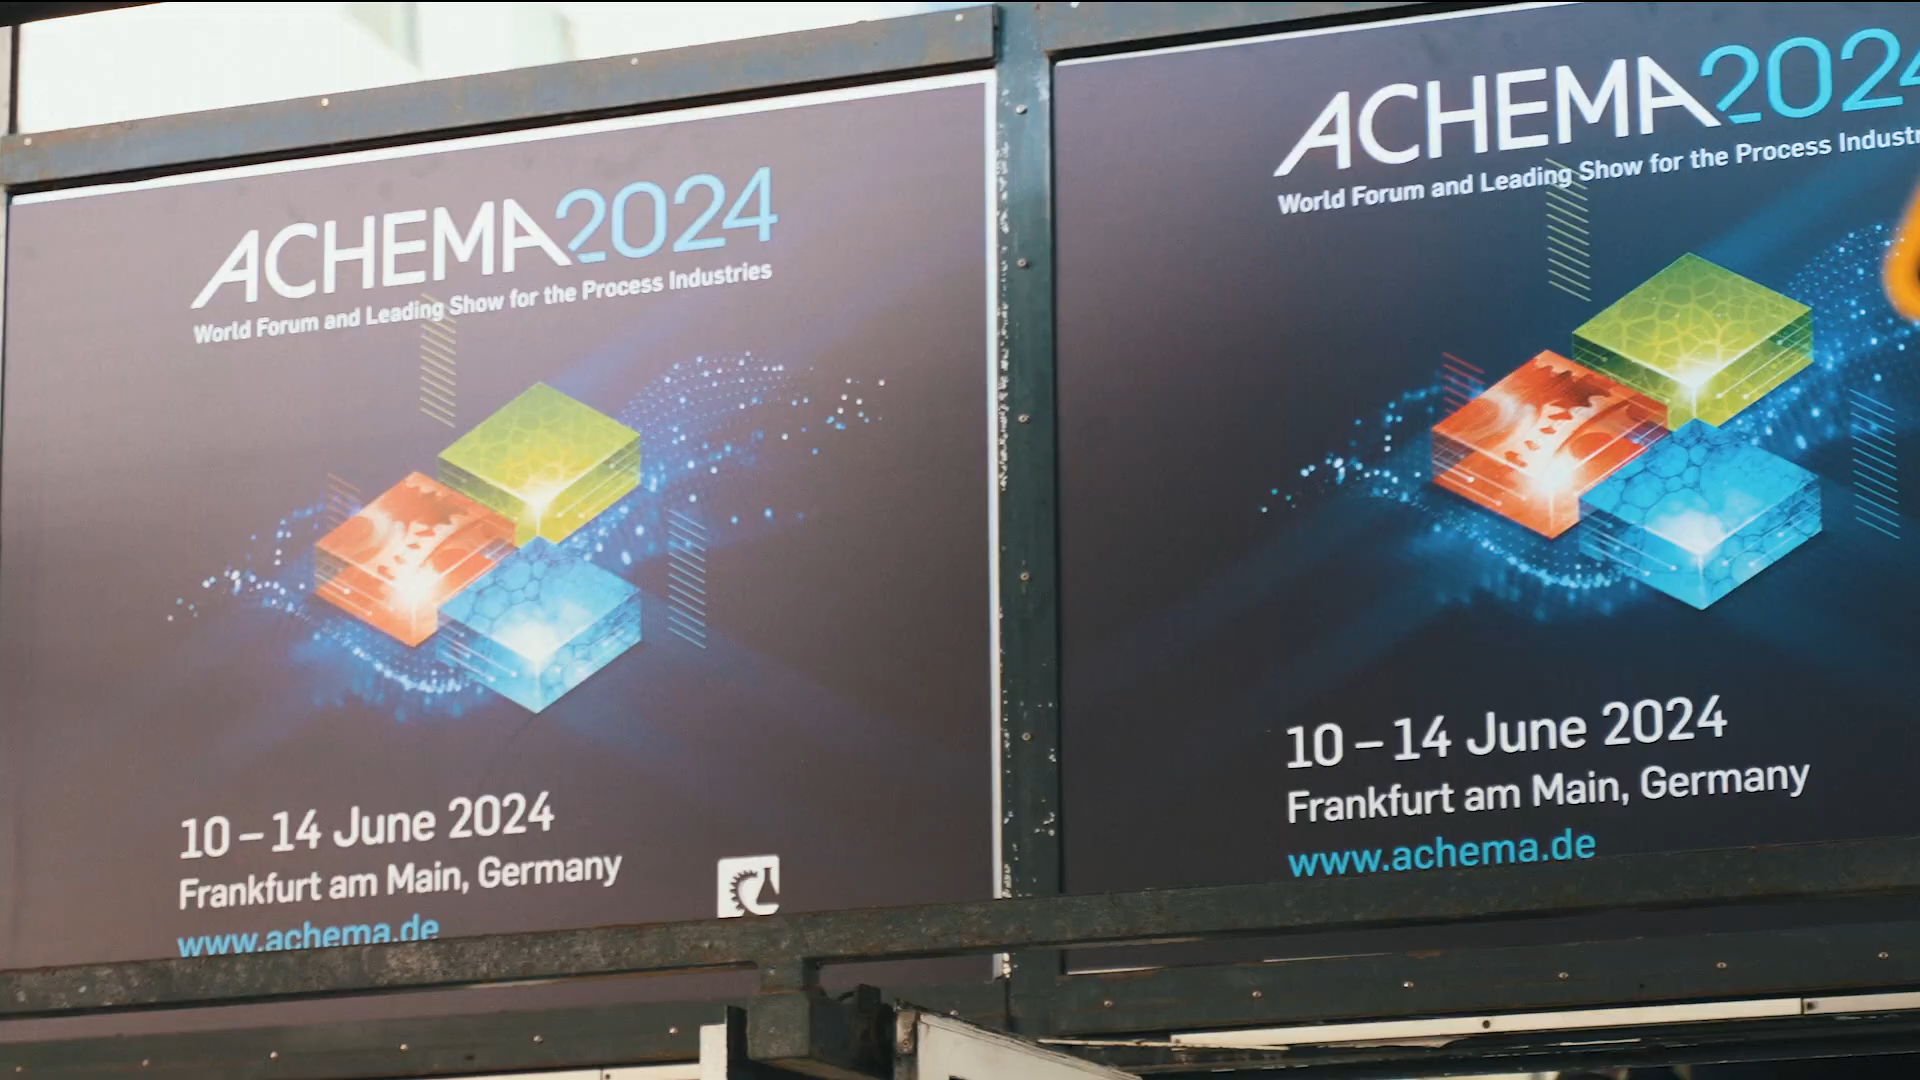 ACHEMA2024
World Forum and Leading Show for the Process Industries
10 – 14 June 2024
Frankfurt am Main, Germany
www.achema.de
ACHEMA2024
World Forum and Leading Show for the Process Industr
10 – 14 June 2024
Frankfurt am Main, Germany
www.achema.de